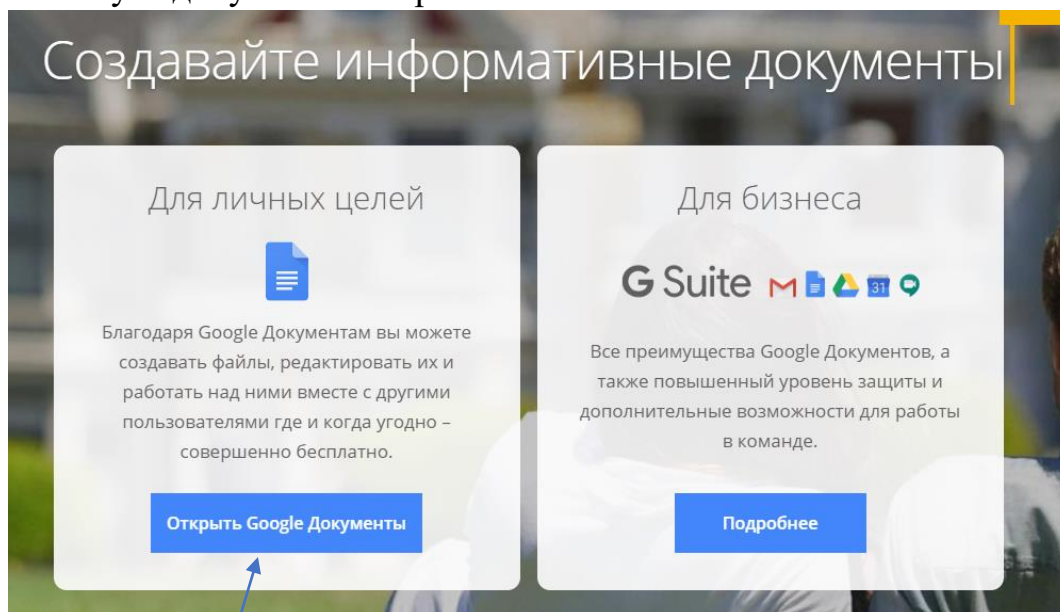 Создавайте информативные документы
Для личных целей
Благодаря Google Документам вы можете
создавать файлы, редактировать их и
работать над ними вместе с другими
пользователями где и когда угодно –
совершенно бесплатно.
Открыть Google Документы
Для бизнеса
G Suite
31
Все преимущества Google Документов, а
также повышенный уровень защиты и
дополнительные возможности для работы
в команде.
Подробнее